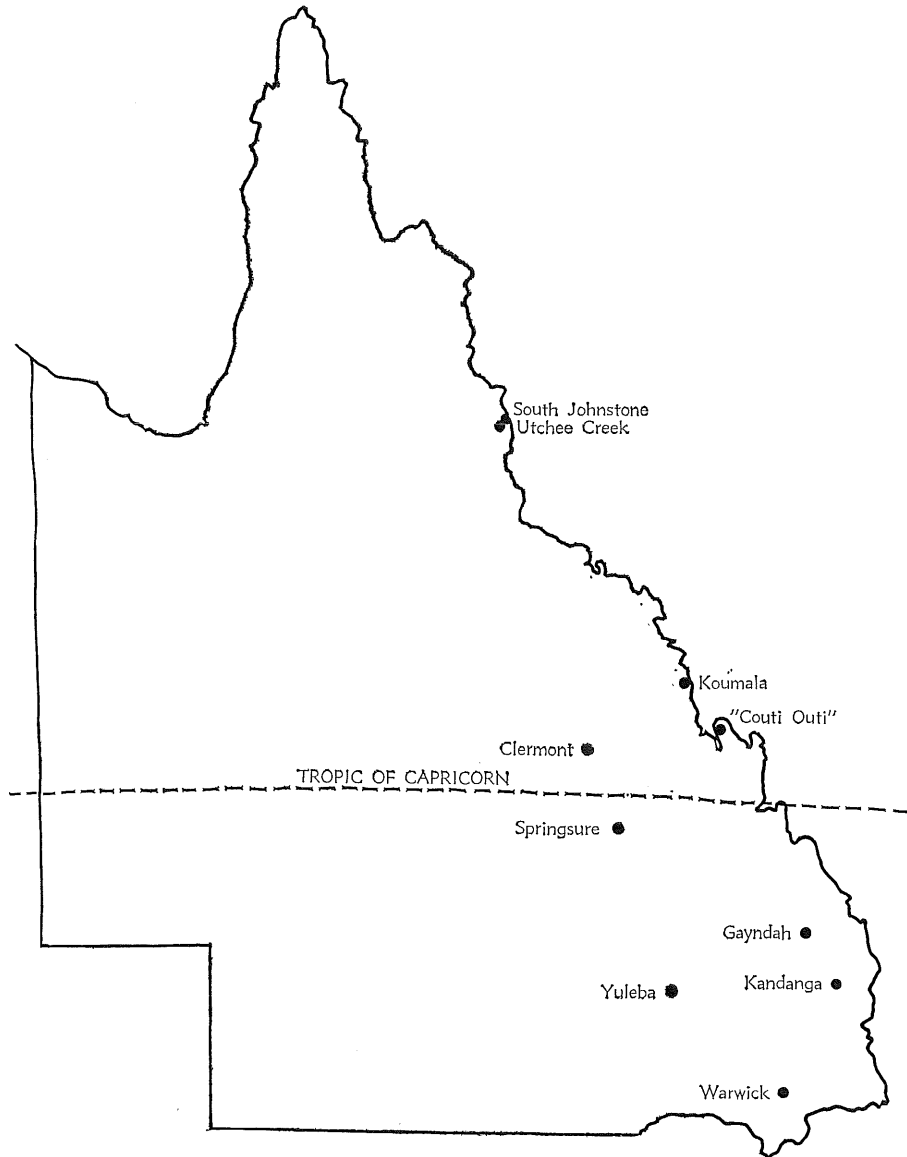 South Johnstone
Utchee Creek
Koumala
"Couti Outi"
Clermont
TROPIC OF CAPRICORN
Springsure
Gayndah
Kandanga
Yuleba
Warwick